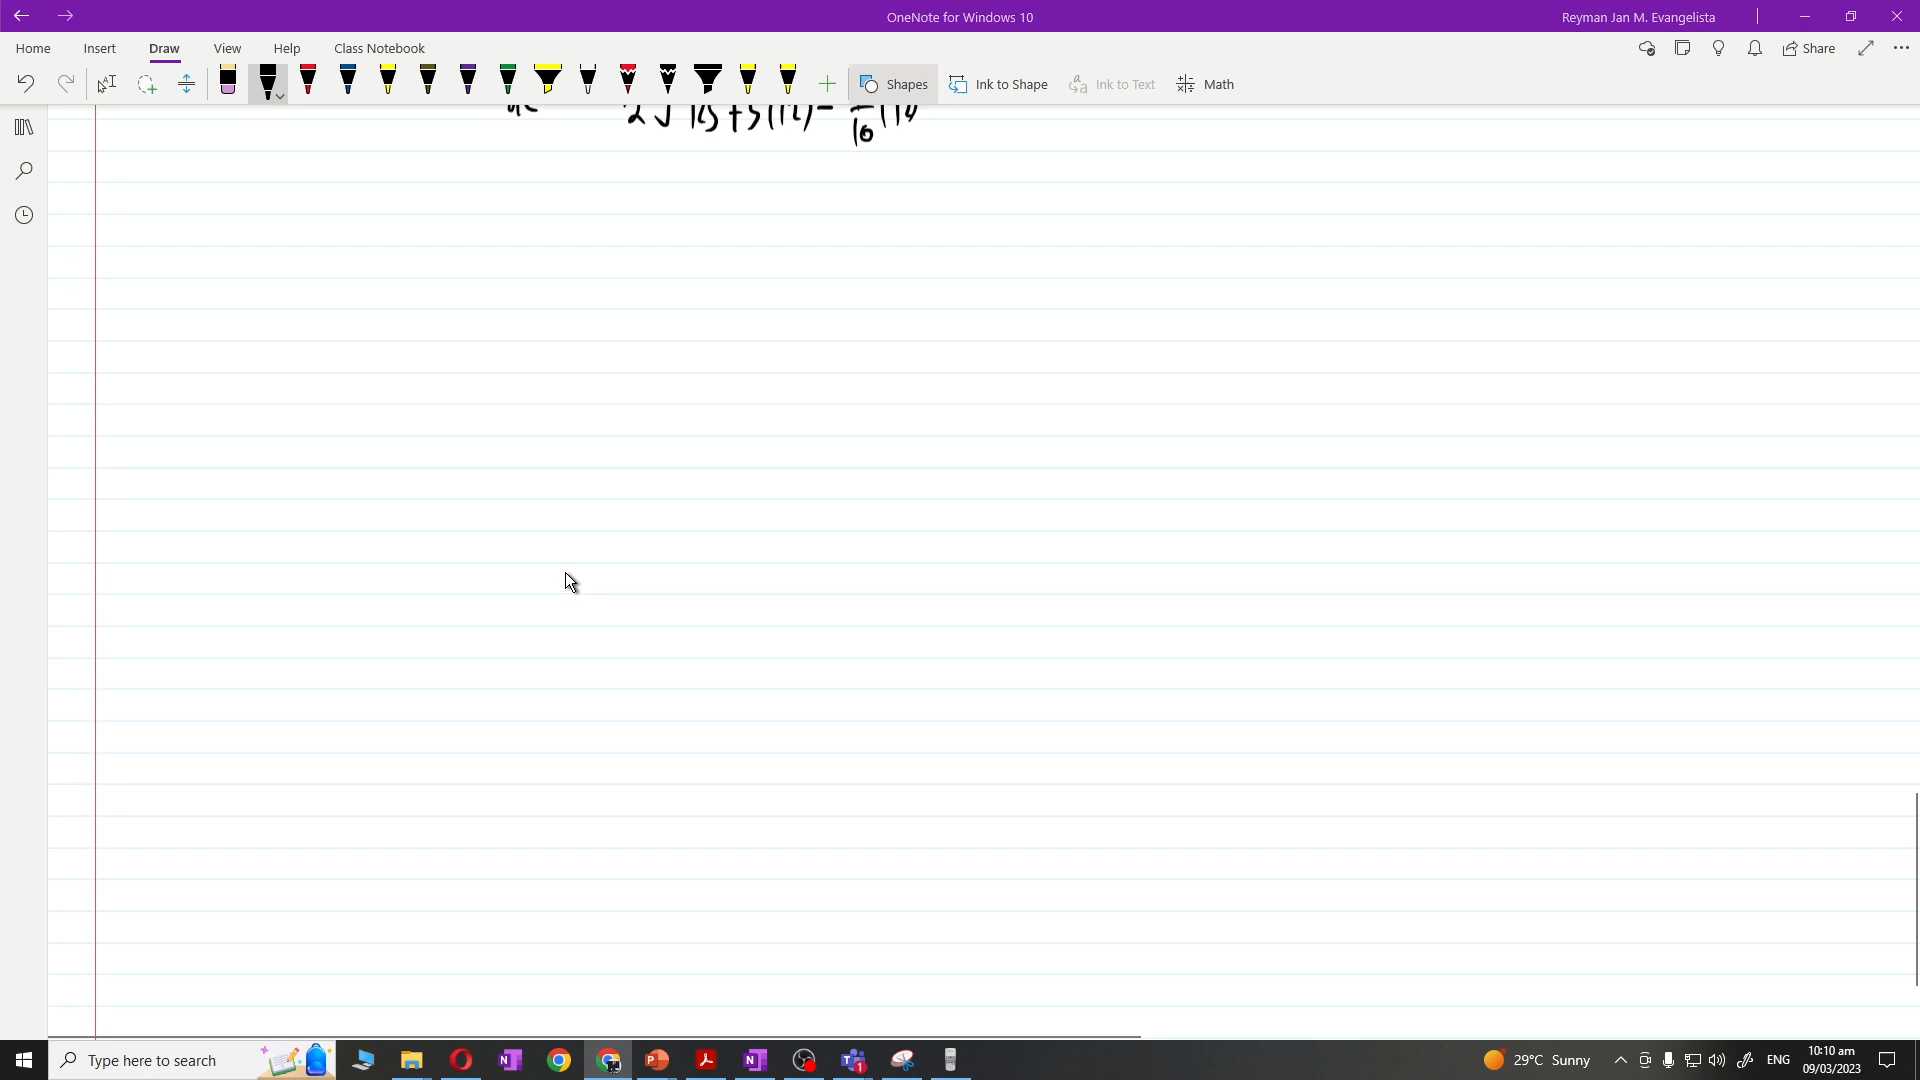 OneNote for Windows 10
Reyman Jan M. Evangelista
Home Insert Draw View Help Class Notebook
Share
Shapes Ink to Shape Ink to Text Math
Type here to search
1
29°C Sunny
ENG
10:10 am
09/03/2023